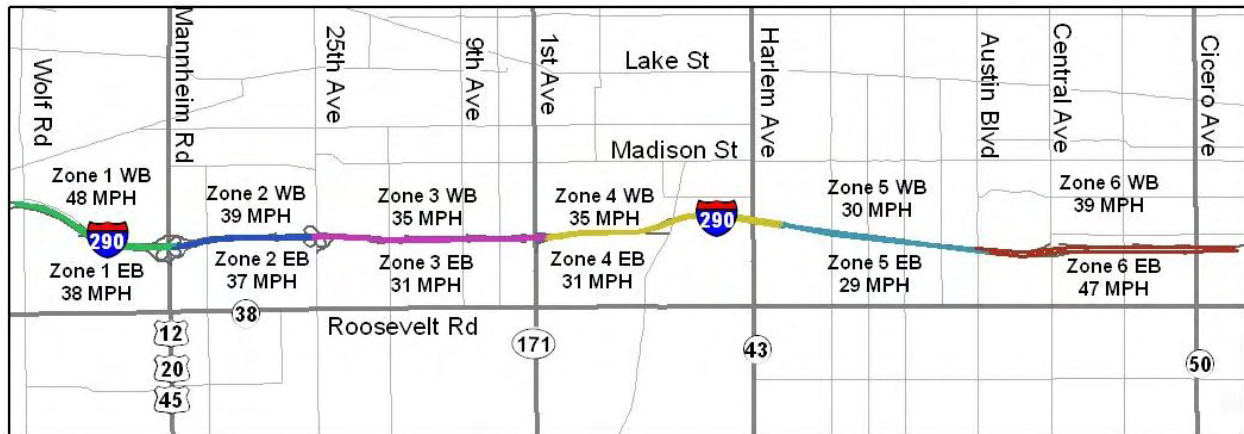 Wolf Rd
Mannheim Rd
25th Ave
9th Ave
1st Ave
Harlem Ave
Austin Blvd
Central Ave
Cicero Ave
Lake St
Madison St
Zone 1 WB
48 MPH
Zone 2 WB
39 MPH
Zone 3 WB
35 MPH
Zone 4 WB
35 MPH
Zone 5 WB
30 MPH
Zone 6 WB
39 MPH
290
290
Zone 1 EB
38 MPH
Zone 2 EB
37 MPH
Zone 3 EB
31 MPH
Zone 4 EB
31 MPH
Zone 5 EB
29 MPH
Zone 6 EB
47 MPH
38
Roosevelt Rd
12
20
45
171
43
50